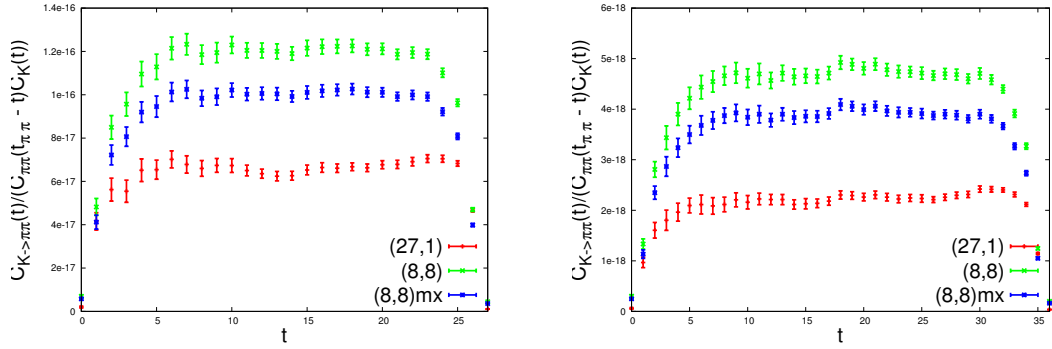 C_{K->ππ}(t)/(C_{ππ}(t_{ππ} - t)C_K(t))
1.4e-16
1.2e-16
1e-16
8e-17
6e-17
4e-17
2e-17
0
(27,1)
(8,8)
(8,8)mx
0 5 10 15 20 25
t
C_{K->ππ}(t)/(C_{ππ}(t_{ππ} - t)C_K(t))
6e-18
5e-18
4e-18
3e-18
2e-18
1e-18
0
(27,1)
(8,8)
(8,8)mx
0 5 10 15 20 25 30 35
t